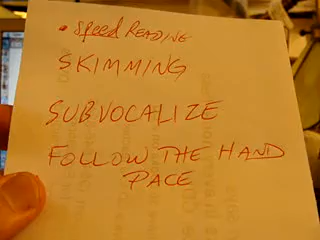 • Speed READING
SKIMMING
SUBVOCALIZE
FOLLOW THE HAND
PACE